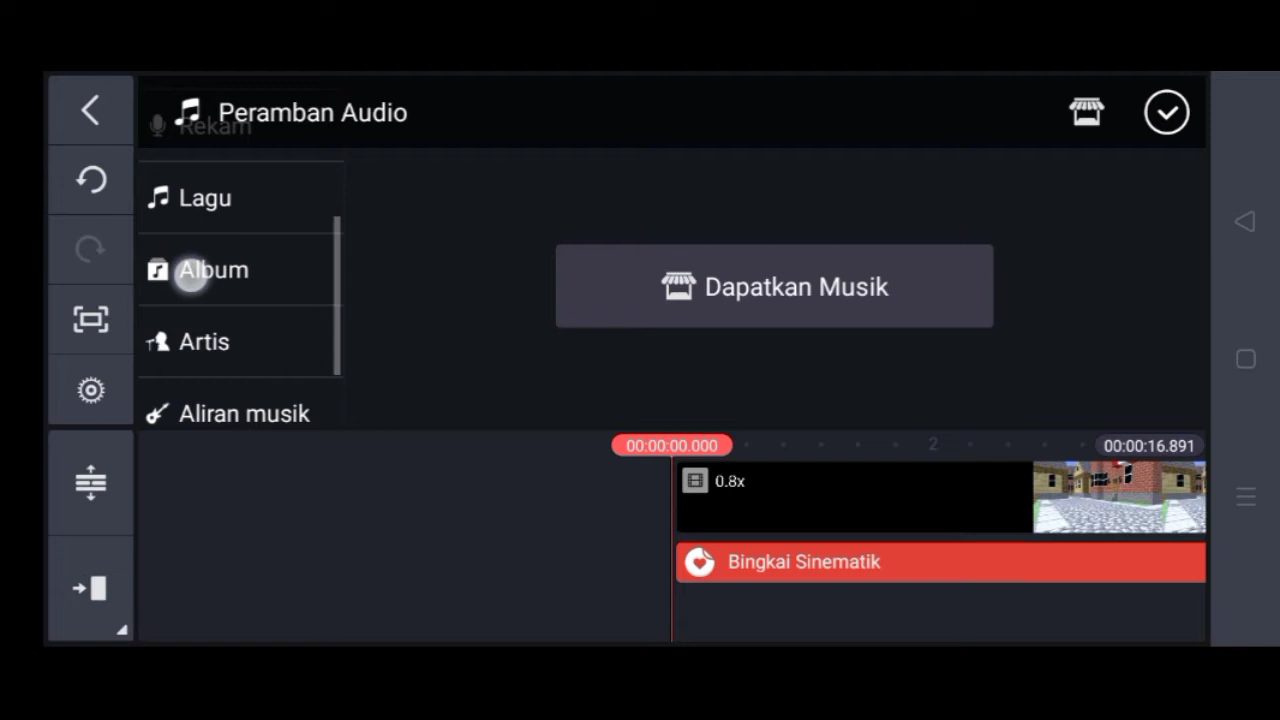 Peramban Audio
Rekam
Lagu
Album
Artis
Aliran musik
Dapatkan Musik
00:00:00.000
2
00:00:16.891
0.8x
Bingkai Sinematik